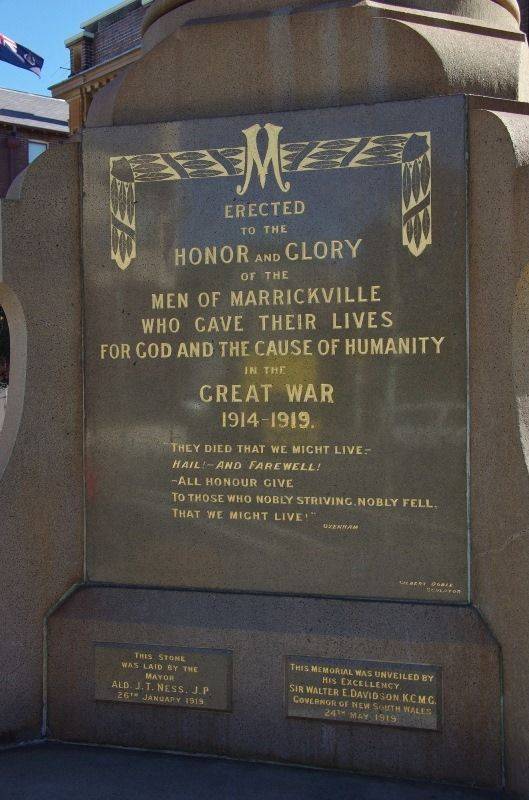 M
ERECTED
TO THE
HONOR AND GLORY
OF THE
MEN OF MARRICKVILLE
WHO GAVE THEIR LIVES
FOR GOD AND THE CAUSE OF HUMANITY
IN THE
GREAT WAR
1914-1919.
"THEY DIED THAT WE MIGHT LIVE:-
HAIL!-AND FAREWELL!
-ALL HONOUR GIVE
TO THOSE WHO NOBLY STRIVING, NOBLY FELL,
THAT WE MIGHT LIVE!"
OXENHAM
GILBERT DOBLE
SCULPTOR
THIS STONE
WAS LAID BY THE
MAYOR
ALD. J. T. NESS. J.P.
26TH JANUARY 1919
THIS MEMORIAL WAS UNVEILED BY
HIS EXCELLENCY
SIR WALTER E. DAVIDSON. K.C.M.G.
GOVERNOR OF NEW SOUTH WALES
24TH MAY 1919